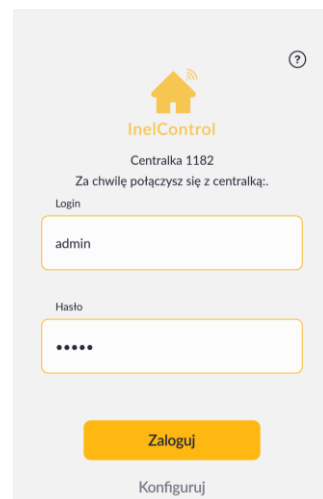 ?
InelControl
Centralka 1182
Za chwilę połączysz się z centralką:.
Login
admin
Hasło
•••••
Zaloguj
Konfiguruj